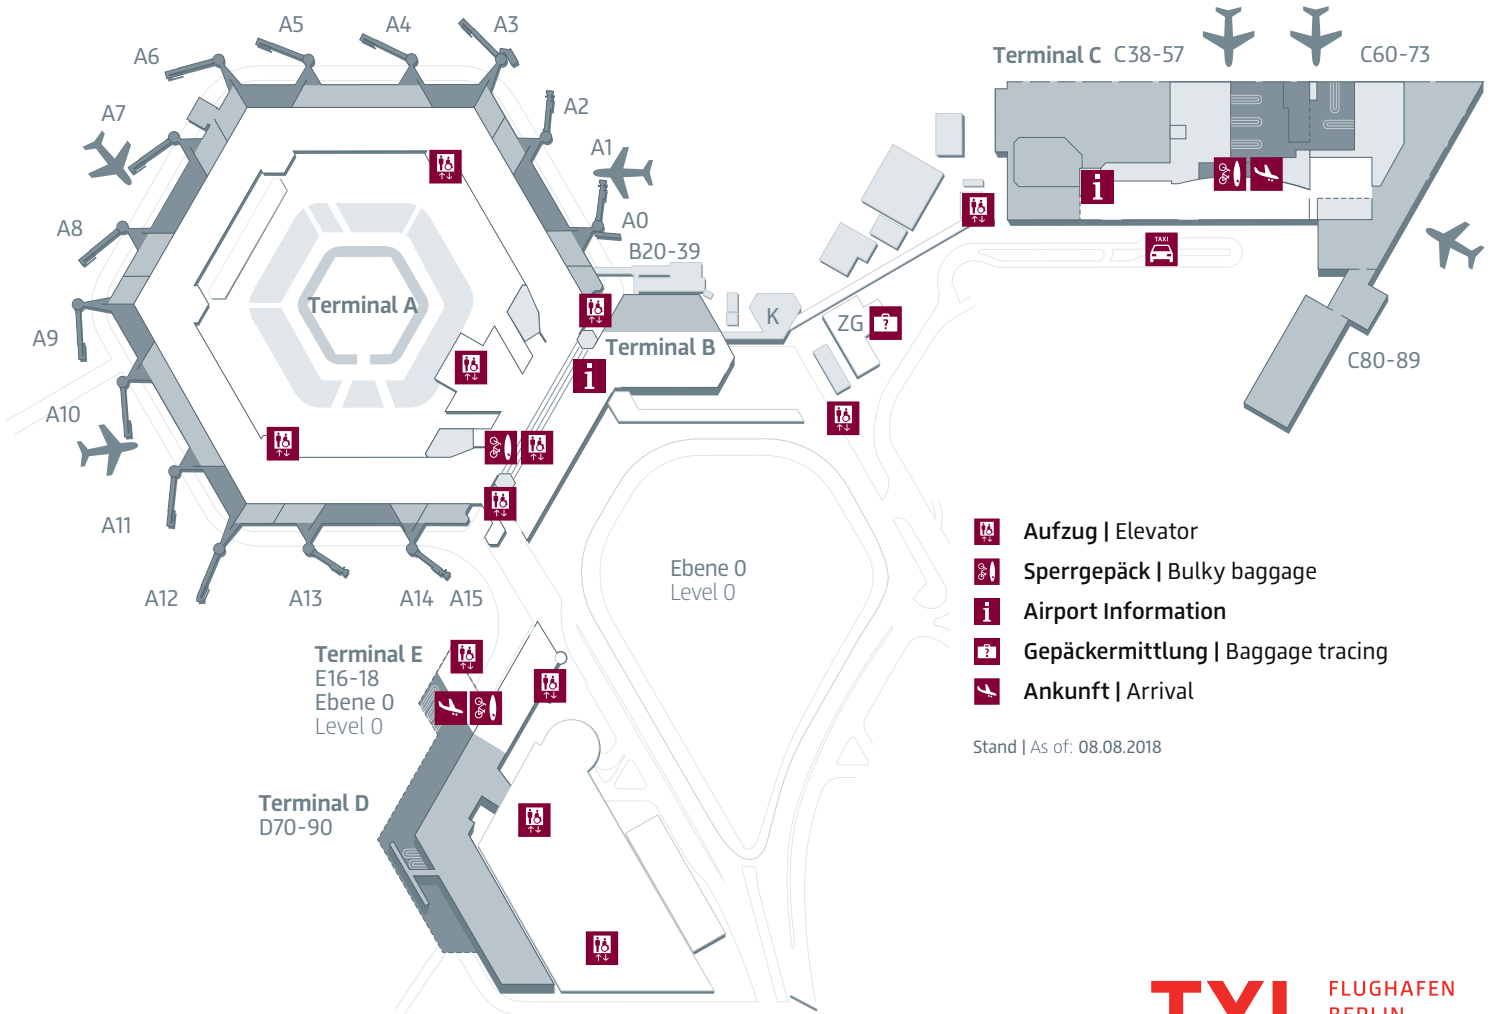 A3
A5
A4
A6
Terminal C C38-57
C60-73
A7
A2
A1
A8
A0
B20-39
TAXI
Terminal A
K
ZG
A9
Terminal B
C80-89
A10
A11
A12
A13
A14
A15
Ebene 0
Level 0
Aufzug | Elevator
Sperrgepäck | Bulky baggage
Airport Information
Gepäckermittlung | Baggage tracing
Ankunft | Arrival
Stand | As of: 08.08.2018
Terminal E
E16-18
Ebene 0
Level 0
Terminal D
D70-90
TXL
FLUGHAFEN
BERLIN